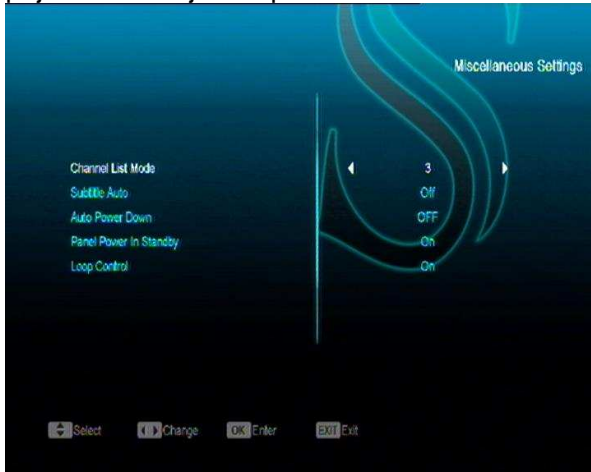 Miscellaneous Settings
Channel List Mode 3
Subtitle Auto Off
Auto Power Down OFF
Panel Power In Standby On
Loop Control On
Select Change OK Enter EXIT Exit